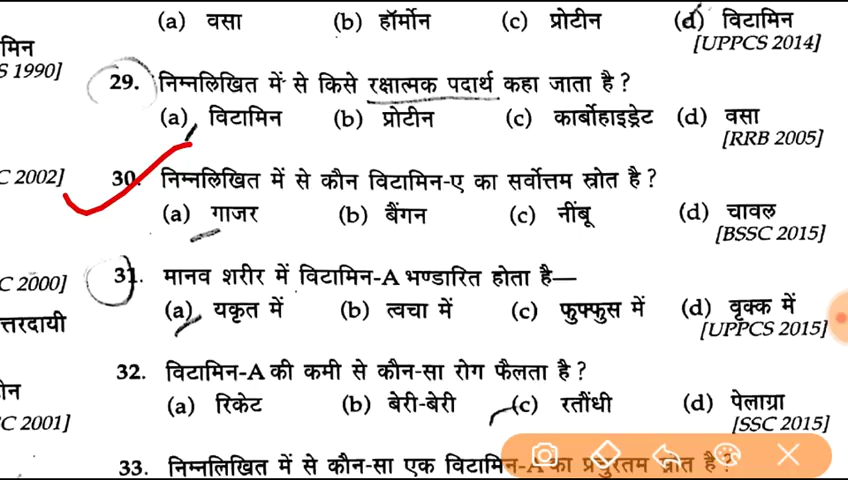 (a) वसा (b) हॉर्मोन (c) प्रोटीन (d) विटामिन
[UPPCS 2014]
मिन
S 1990]
29. निम्नलिखित में से किसे रक्षात्मक पदार्थ कहा जाता है ?
(a) विटामिन (b) प्रोटीन (c) कार्बोहाइड्रेट (d) वसा
[RRB 2005]
C 2002]
30. निम्नलिखित में से कौन विटामिन-ए का सर्वोत्तम स्रोत है ?
(a) गाजर (b) बैंगन (c) नींबू (d) चावल
[BSSC 2015]
C 2000]
31. मानव शरीर में विटामिन-A भण्डारित होता है—
(a) यकृत में (b) त्वचा में (c) फुफ्फुस में (d) वृक्क में
[UPPCS 2015]
त्तरदायी
32. विटामिन-A की कमी से कौन-सा रोग फैलता है ?
(a) रिकेट (b) बेरी-बेरी (c) रतौंधी (d) पेलाग्रा
[SSC 2015]
C 2001]
33. निम्नलिखित में से कौन-सा एक विटामिन-A का प्रचुरतम स्रोत है ?